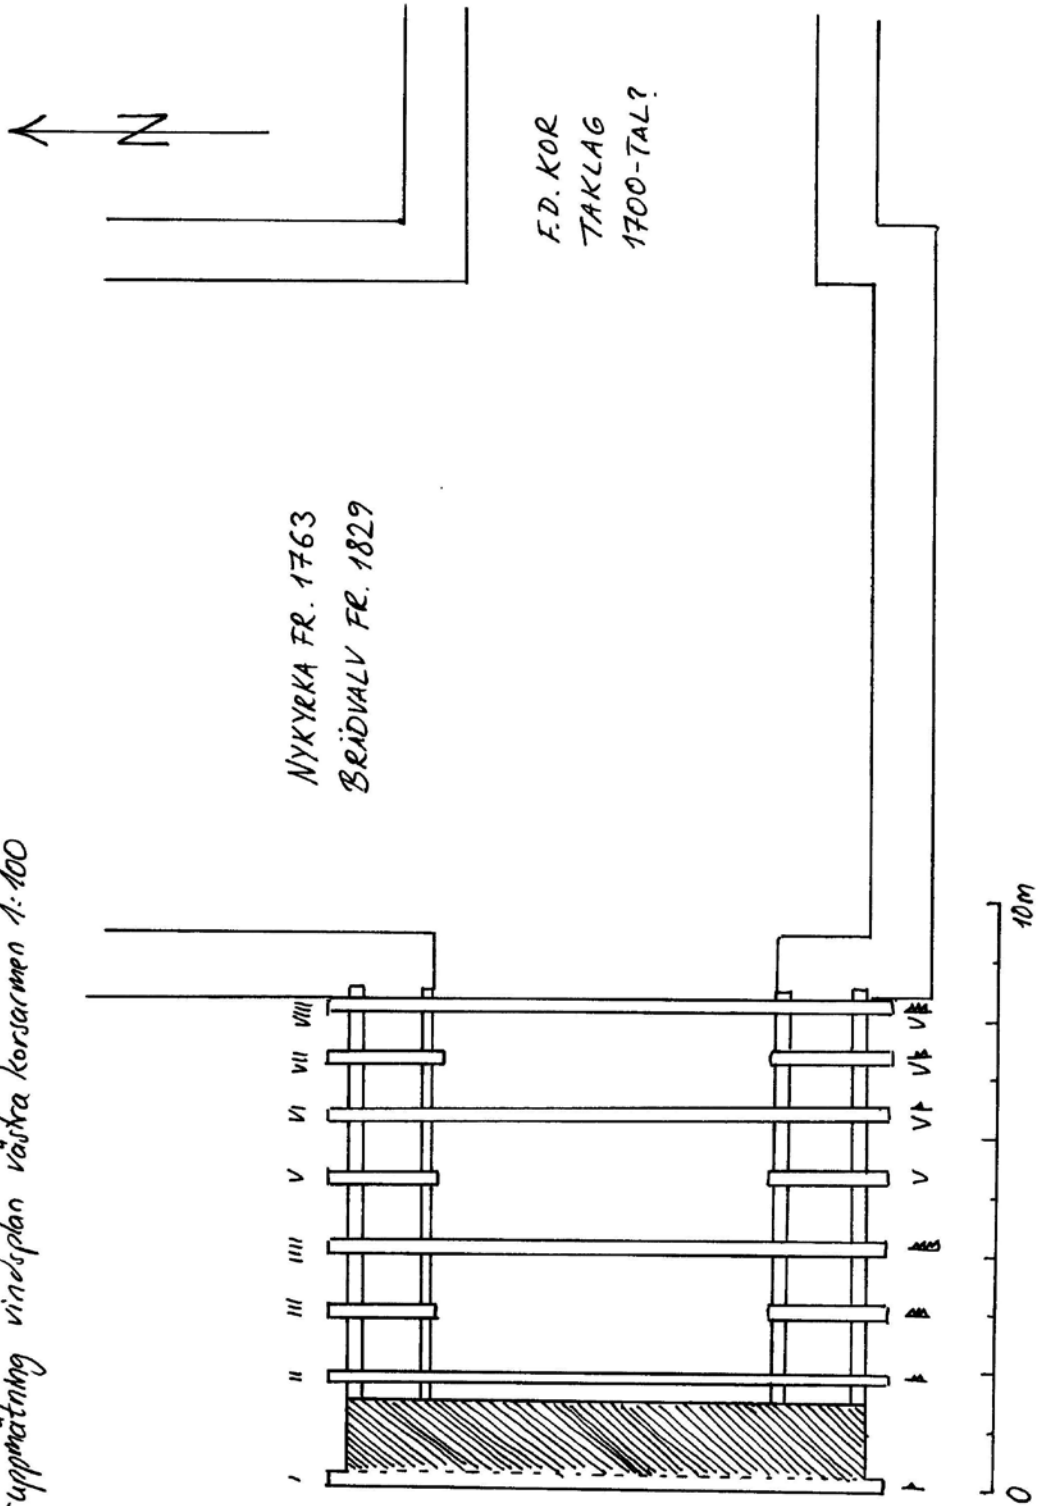 uppmätning vindsplan västra korsarmen 1:100
N
F.D. KOR
TAKLAG
1700-TAL?
NYKYRKA FR. 1763
BRÄDVALV FR. 1829
I
II
III
IIII
V
VI
VII
VIII
V
0
10m